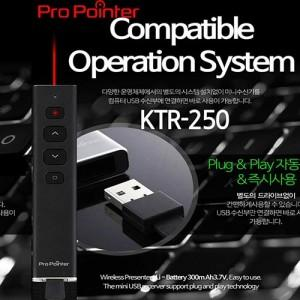 Pro Pointer
Compatible
Operation System
다양한 운영체제에서의 별도의 시스템 설치없이 미니수신기를
컴퓨터 USB 수신부에 연결하면 바로 사용이 가능합니다.
KTR-250
Plug & Play 자동
& 즉시사용
별도의 드라이브없이
간편하게사용할 수 있습니다
USB 수신부만 연결하면 바로 사
가능합니다.
Pro Pointer
Wireless Presenter Li - Battery 300m Ah3.7V, Easy to use.
The mini USB receiver support plug and play technology